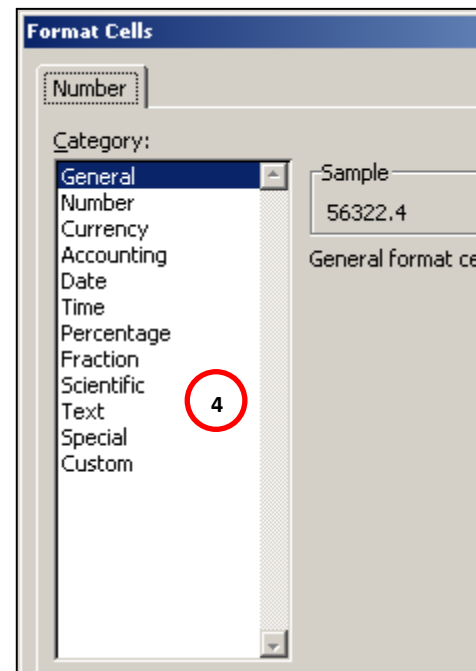 Format Cells
Number
Category:
General
Number
Currency
Accounting
Date
Time
Percentage
Fraction
Scientific
Text
Special
Custom
4
Sample
56322.4
General format ce